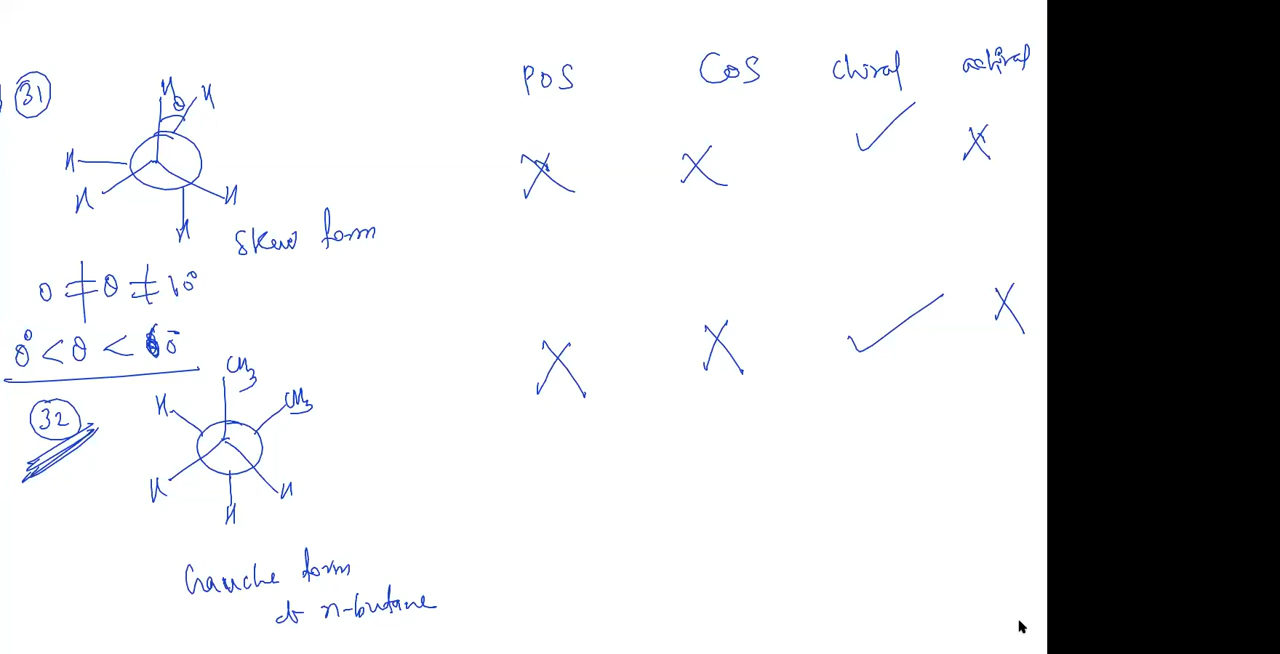 POS COS chiral achiral
31
H θ H
H
H H
H
Skew form
0 ≠ θ ≠ 60°
0° < θ < 60°
32
CH3
H CH3
H H
H
Gauche form
of n-butane